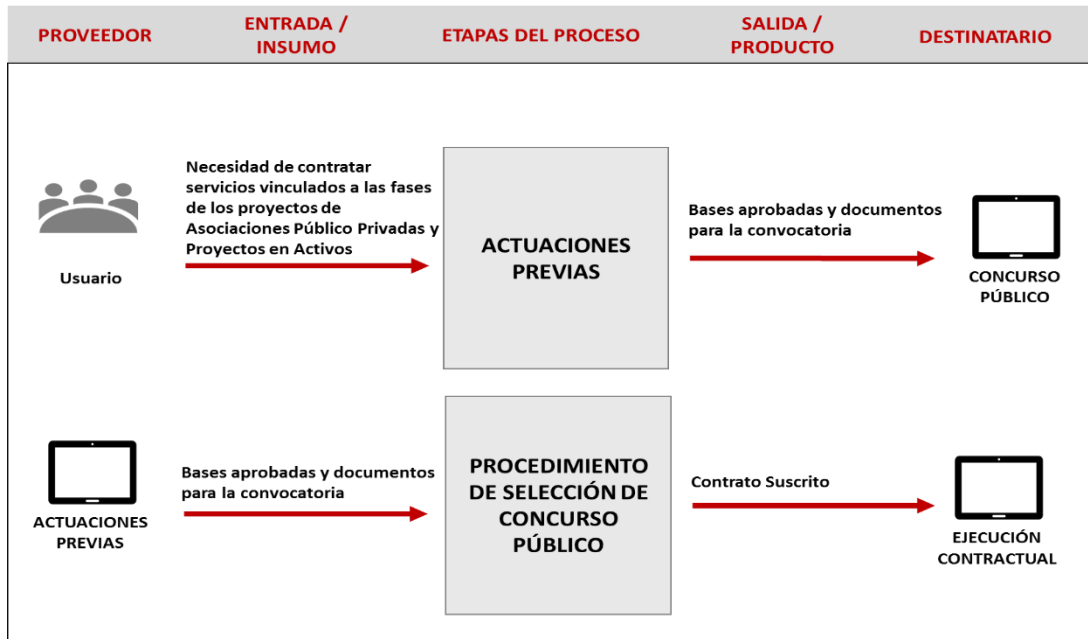 PROVEEDOR
ENTRADA /
INSUMO
ETAPAS DEL PROCESO
SALIDA /
PRODUCTO
DESTINATARIO
Usuario
Necesidad de contratar
servicios vinculados a las fases
de los proyectos de
Asociaciones Público Privadas y
Proyectos en Activos
ACTUACIONES
PREVIAS
Bases aprobadas y documentos
para la convocatoria
CONCURSO
PÚBLICO
ACTUACIONES
PREVIAS
Bases aprobadas y documentos
para la convocatoria
PROCEDIMIENTO
DE SELECCIÓN DE
CONCURSO
PÚBLICO
Contrato Suscrito
EJECUCIÓN
CONTRACTUAL